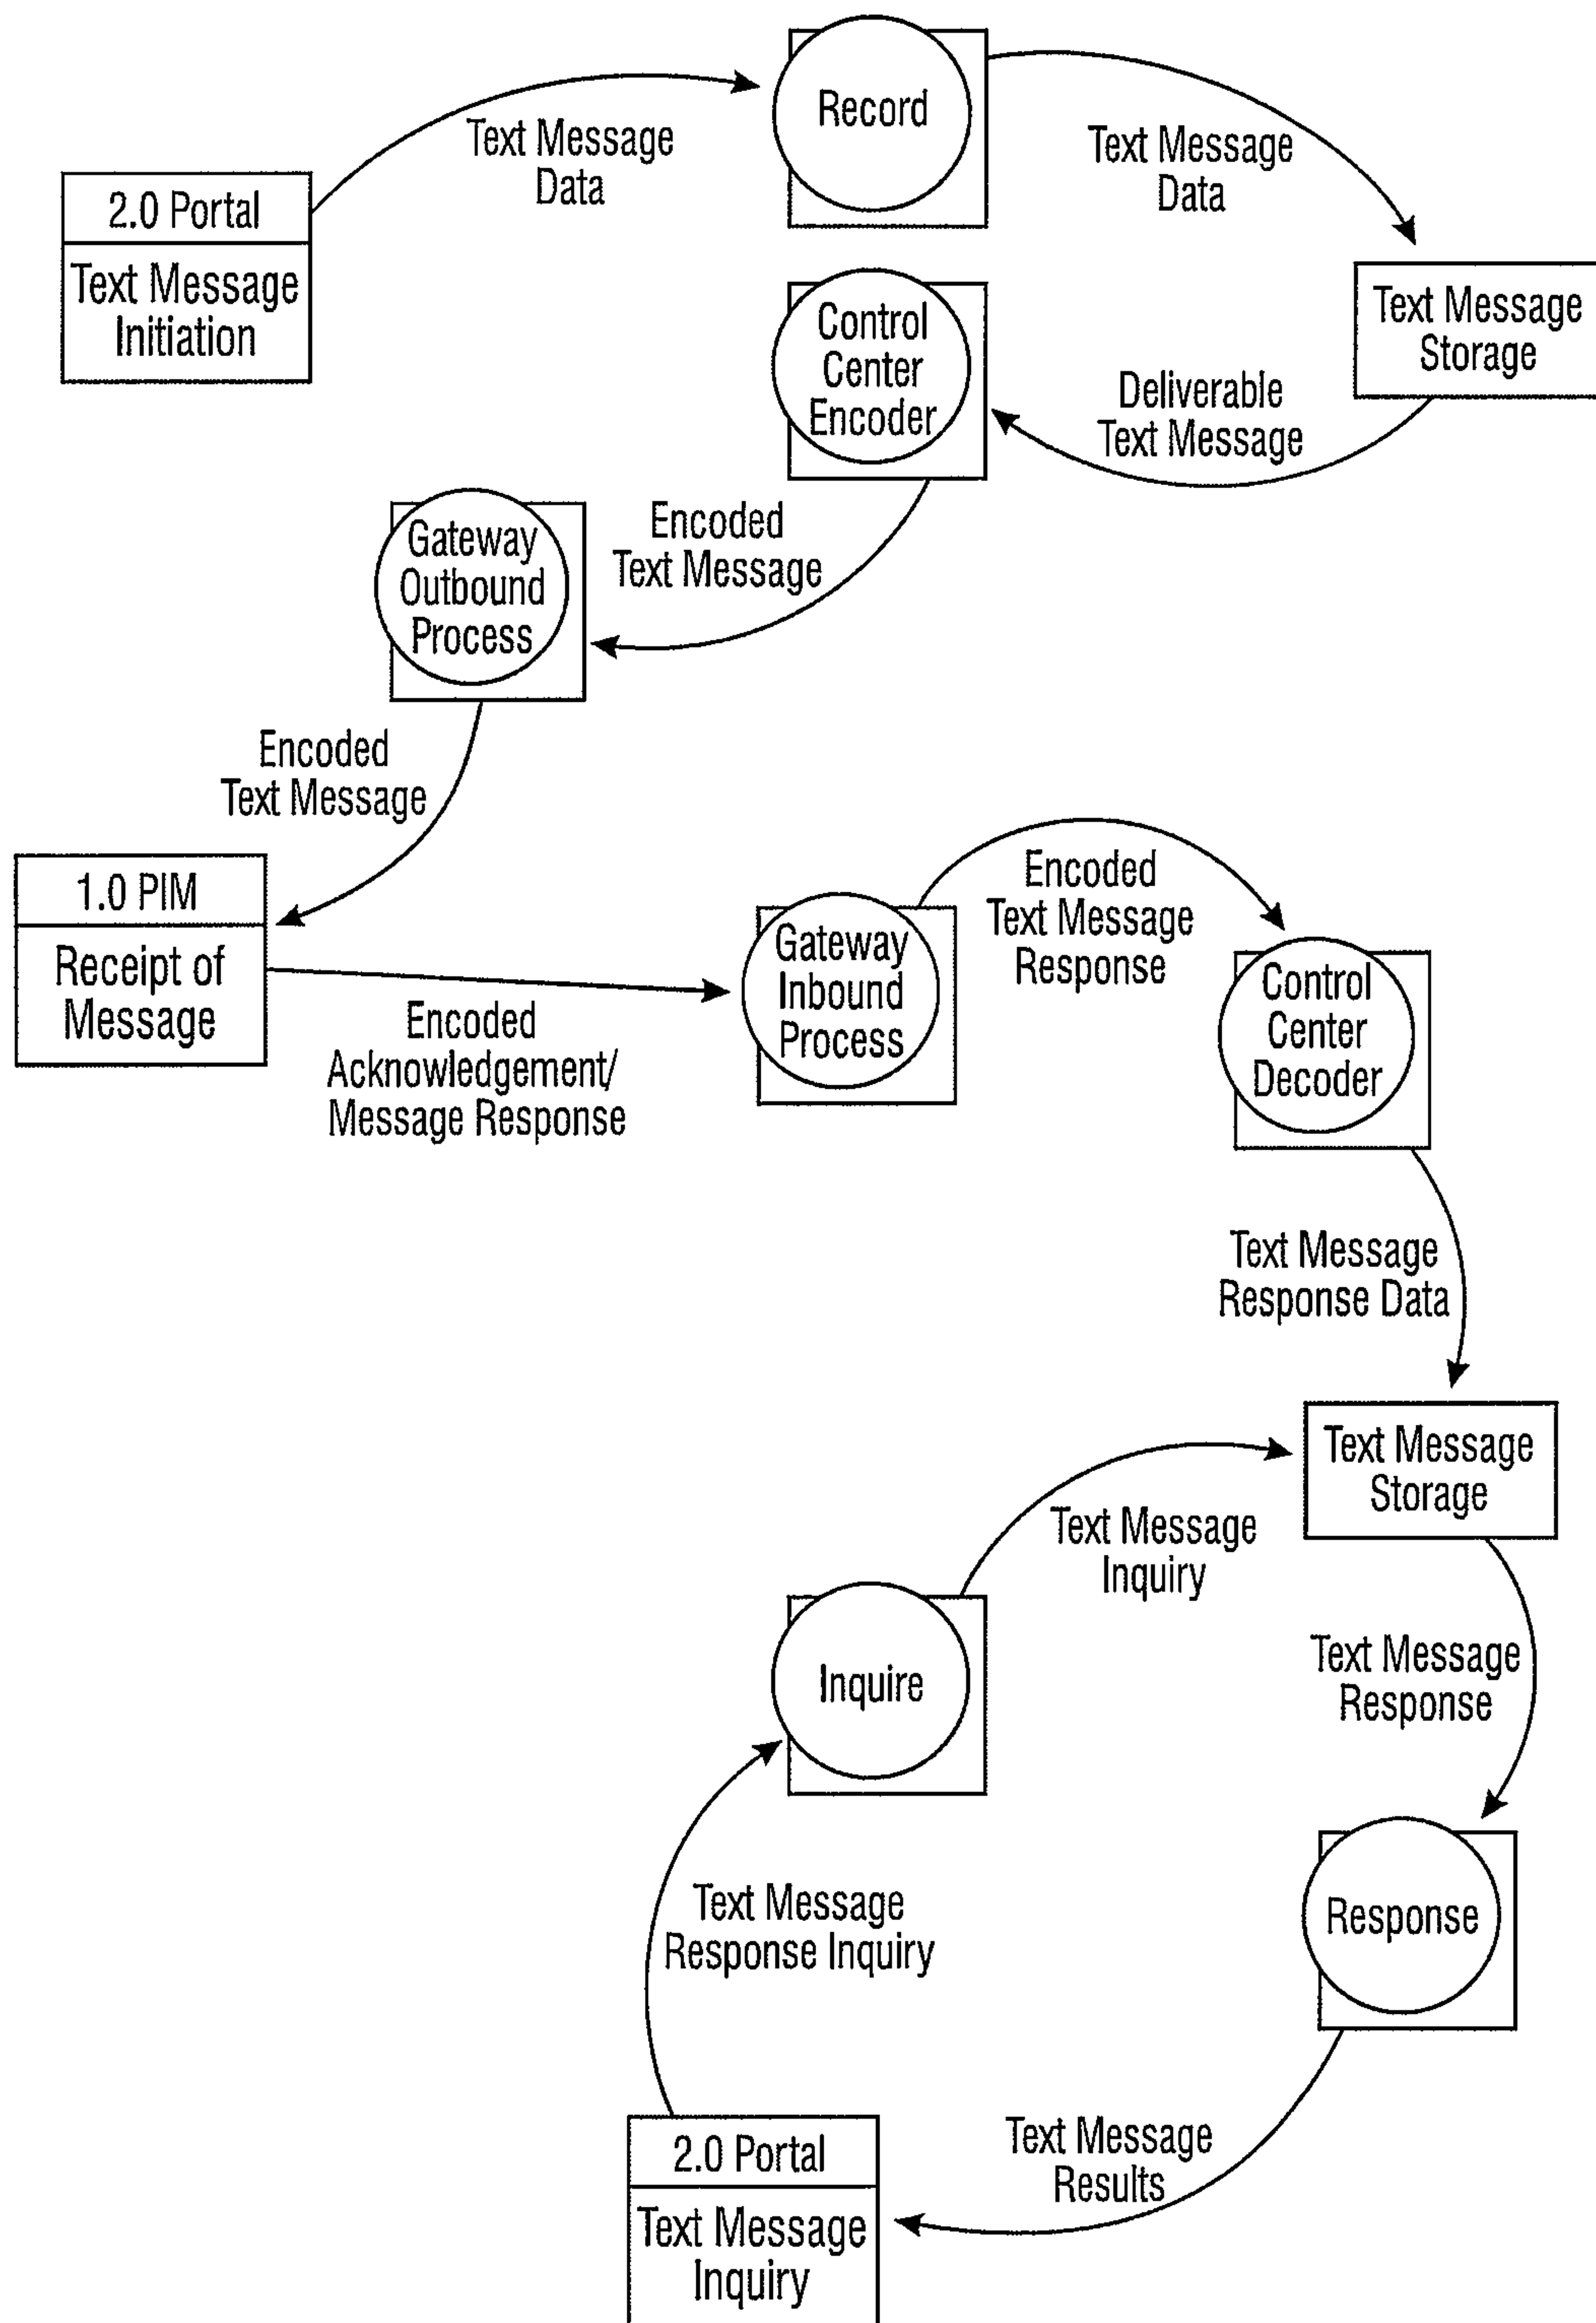 Record
Text Message
Data
Text Message
Data
2.0 Portal
Text Message
Initiation
Text Message
Storage
Control
Center
Encoder
Deliverable
Text Message
Encoded
Text Message
Gateway
Outbound
Process
Encoded
Text Message
1.0 PIM
Receipt of
Message
Encoded
Acknowledgement/
Message Response
Gateway
Inbound
Process
Encoded
Text Message
Response
Control
Center
Decoder
Text Message
Response Data
Text Message
Storage
Text Message
Inquiry
Inquire
Text Message
Response
Response
Text Message
Response Inquiry
Text Message
Results
2.0 Portal
Text Message
Inquiry